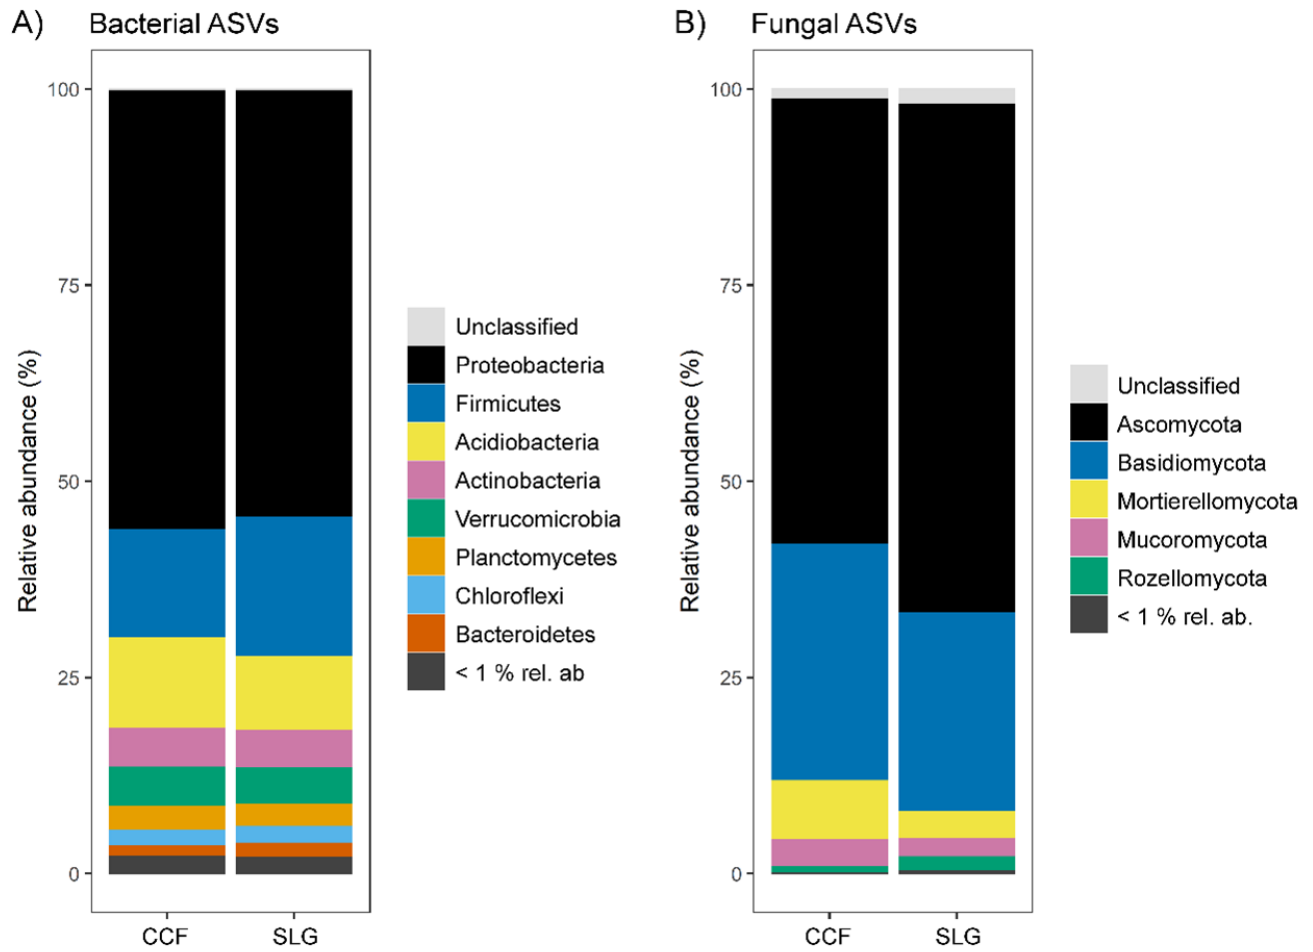 A) Bacterial ASVs
Relative abundance (%)
100
75
50
25
0
CCF SLG
Unclassified
Proteobacteria
Firmicutes
Acidiobacteria
Actinobacteria
Verrucomicrobia
Planctomycetes
Chloroflexi
Bacteroidetes
< 1 % rel. ab
B) Fungal ASVs
Relative abundance (%)
100
75
50
25
0
CCF SLG
Unclassified
Ascomycota
Basidiomycota
Mortierellomycota
Mucoromycota
Rozellomycota
< 1 % rel. ab.